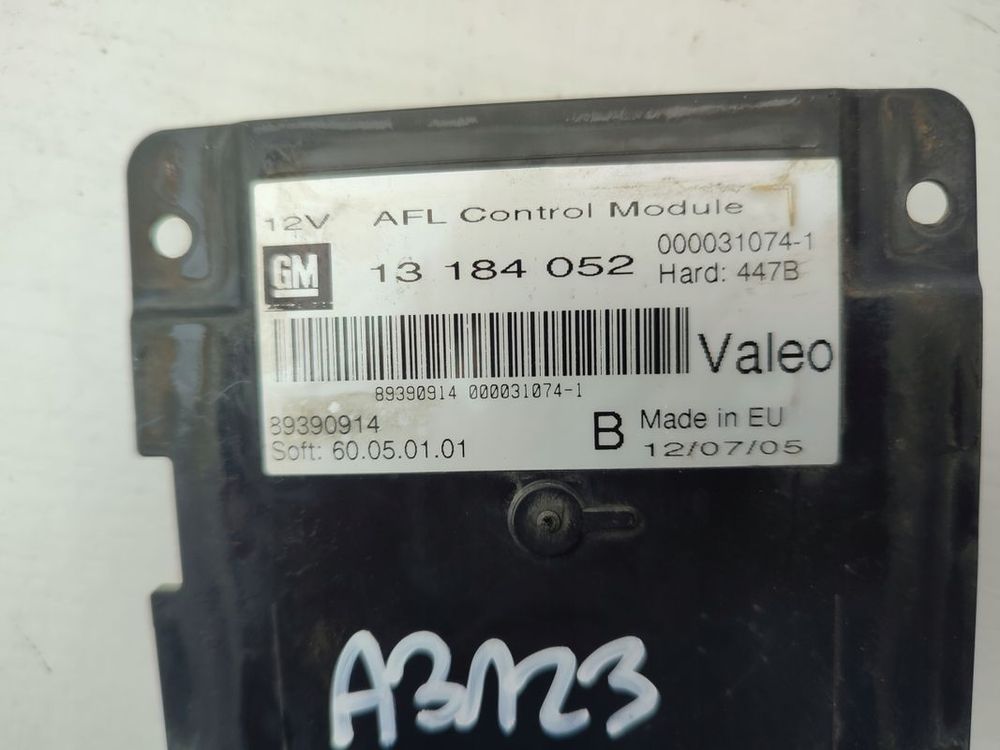 12V AFL Control Module
GM 13 184 052 000031074-1
Hard: 447B
Valeo
89390914 000031074-1
89390914
Soft: 60.05.01.01
B Made in EU
12/07/05
A3N23